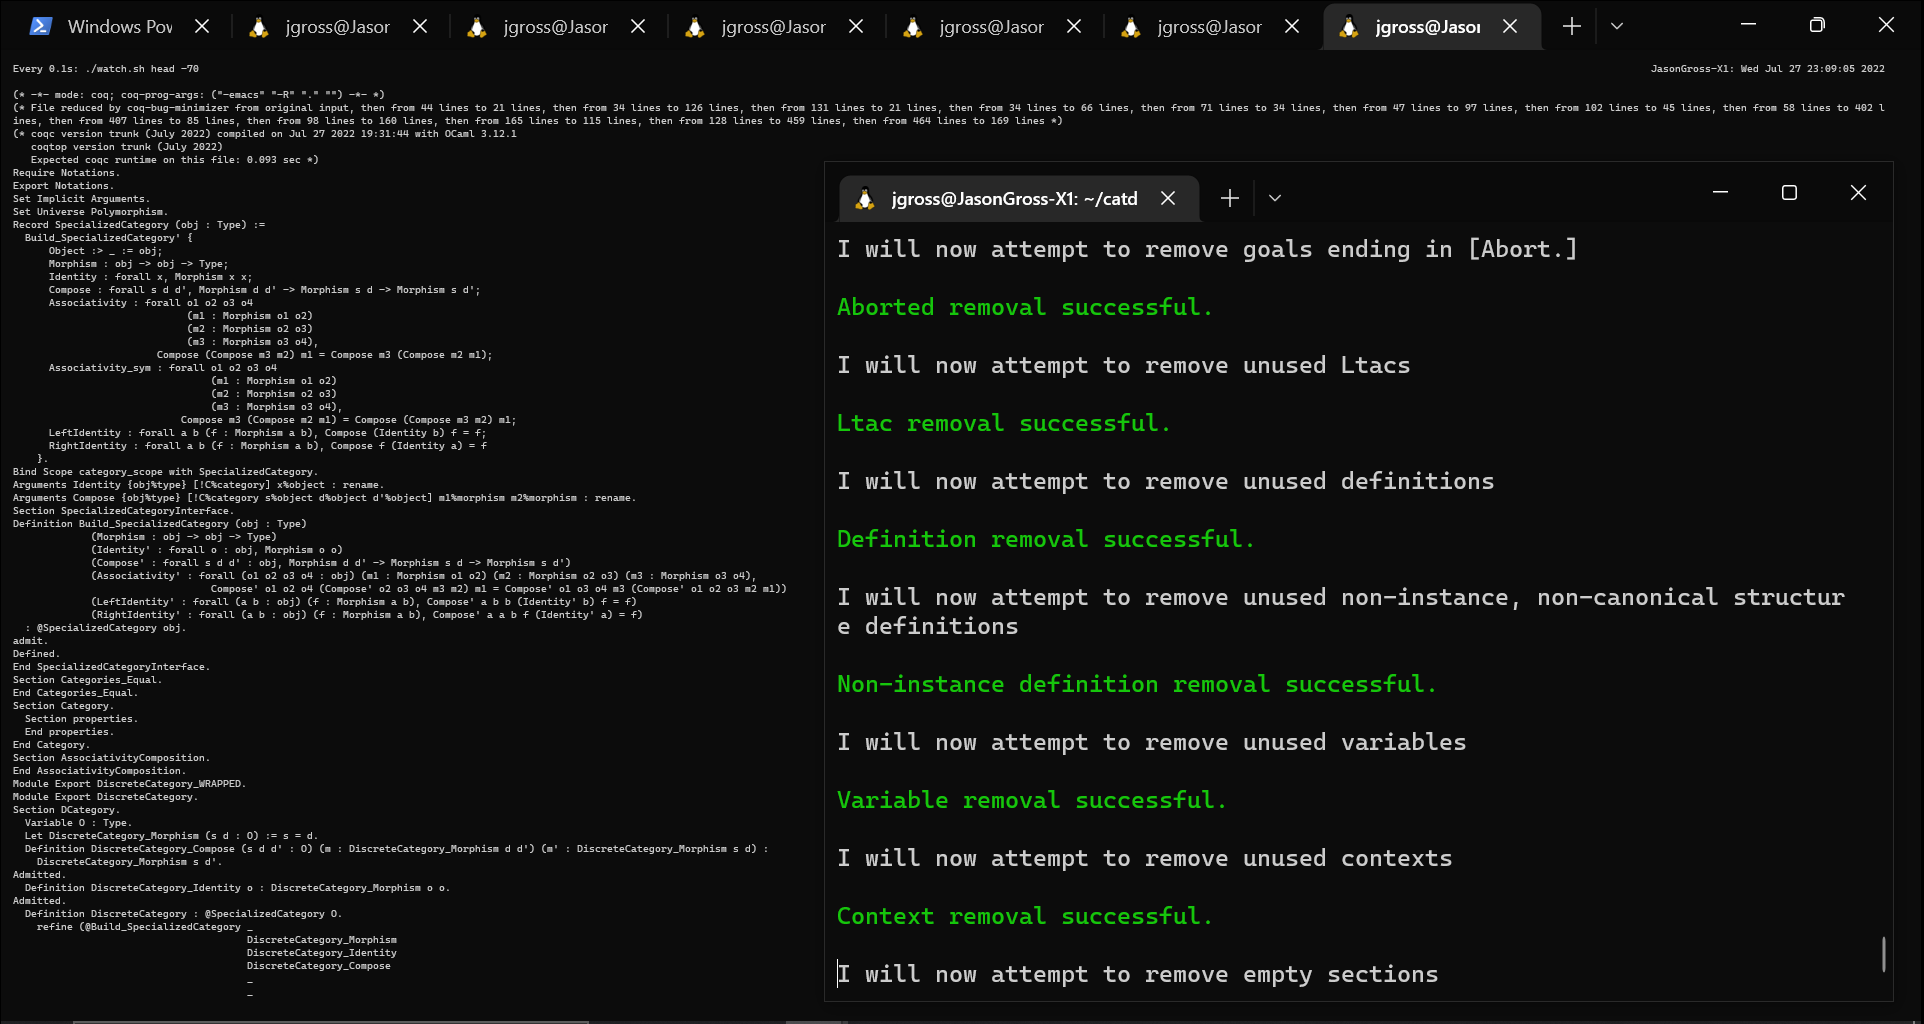 Windows Pow
jgross@Jason
jgross@Jason
jgross@Jason
jgross@Jason
jgross@Jason
jgross@Jason
Every 0.1s: ./watch.sh head -70
JasonGross-X1: Wed Jul 27 23:09:05 2022
(* -*- mode: coq; coq-prog-args: ("-emacs" "-R" "." "") -*- *)
(* File reduced by coq-bug-minimizer from original input, then from 44 lines to 21 lines, then from 34 lines to 126 lines, then from 131 lines to 21 lines, then from 34 lines to 66 lines, then from 71 lines to 34 lines, then from 47 lines to 97 lines, then from 102 lines to 45 lines, then from 58 lines to 402 l
ines, then from 407 lines to 85 lines, then from 98 lines to 160 lines, then from 165 lines to 115 lines, then from 128 lines to 459 lines, then from 464 lines to 169 lines *)
(* coqc version trunk (July 2022) compiled on Jul 27 2022 19:31:44 with OCaml 3.12.1
   coqtop version trunk (July 2022)
   Expected coqc runtime on this file: 0.093 sec *)
Require Notations.
Export Notations.
Set Implicit Arguments.
Set Universe Polymorphism.
Record SpecializedCategory (obj : Type) :=
  Build_SpecializedCategory' {
      Object :> _ := obj;
      Morphism : obj -> obj -> Type;
      Identity : forall x, Morphism x x;
      Compose : forall s d d', Morphism d d' -> Morphism s d -> Morphism s d';
      Associativity : forall o1 o2 o3 o4
                             (m1 : Morphism o1 o2)
                             (m2 : Morphism o2 o3)
                             (m3 : Morphism o3 o4),
                        Compose (Compose m3 m2) m1 = Compose m3 (Compose m2 m1);
      Associativity_sym : forall o1 o2 o3 o4
                                 (m1 : Morphism o1 o2)
                                 (m2 : Morphism o2 o3)
                                 (m3 : Morphism o3 o4),
                            Compose m3 (Compose m2 m1) = Compose (Compose m3 m2) m1;
      LeftIdentity : forall a b (f : Morphism a b), Compose (Identity b) f = f;
      RightIdentity : forall a b (f : Morphism a b), Compose f (Identity a) = f
    }.
Bind Scope category_scope with SpecializedCategory.
Arguments Identity {obj%type} [!C%category] x%object : rename.
Arguments Compose {obj%type} [!C%category s%object d%object d'%object] m1%morphism m2%morphism : rename.
Section SpecializedCategoryInterface.
Definition Build_SpecializedCategory (obj : Type)
             (Morphism : obj -> obj -> Type)
             (Identity' : forall o : obj, Morphism o o)
             (Compose' : forall s d d' : obj, Morphism d d' -> Morphism s d -> Morphism s d')
             (Associativity' : forall (o1 o2 o3 o4 : obj) (m1 : Morphism o1 o2) (m2 : Morphism o2 o3) (m3 : Morphism o3 o4),
                                 Compose' o1 o2 o4 (Compose' o2 o3 o4 m3 m2) m1 = Compose' o1 o3 o4 m3 (Compose' o1 o2 o3 m2 m1))
             (LeftIdentity' : forall (a b : obj) (f : Morphism a b), Compose' a b b (Identity' b) f = f)
             (RightIdentity' : forall (a b : obj) (f : Morphism a b), Compose' a a b f (Identity' a) = f)
  : @SpecializedCategory obj.
admit.
Defined.
End SpecializedCategoryInterface.
Section Categories_Equal.
End Categories_Equal.
Section Category.
  Section properties.
  End properties.
End Category.
Section AssociativityComposition.
End AssociativityComposition.
Module Export DiscreteCategory_WRAPPED.
Module Export DiscreteCategory.
Section DCategory.
  Variable O : Type.
  Let DiscreteCategory_Morphism (s d : O) := s = d.
  Definition DiscreteCategory_Compose (s d d' : O) (m : DiscreteCategory_Morphism d d') (m' : DiscreteCategory_Morphism s d) :
    DiscreteCategory_Morphism s d'.
Admitted.
  Definition DiscreteCategory_Identity o : DiscreteCategory_Morphism o o.
Admitted.
  Definition DiscreteCategory : @SpecializedCategory O.
    refine (@Build_SpecializedCategory _
                                       DiscreteCategory_Morphism
                                       DiscreteCategory_Identity
                                       DiscreteCategory_Compose
                                       _
                                       _
jgross@JasonGross-X1: ~/catd
I will now attempt to remove goals ending in [Abort.]
Aborted removal successful.
I will now attempt to remove unused Ltacs
Ltac removal successful.
I will now attempt to remove unused definitions
Definition removal successful.
I will now attempt to remove unused non-instance, non-canonical structur
e definitions
Non-instance definition removal successful.
I will now attempt to remove unused variables
Variable removal successful.
I will now attempt to remove unused contexts
Context removal successful.
I will now attempt to remove empty sections